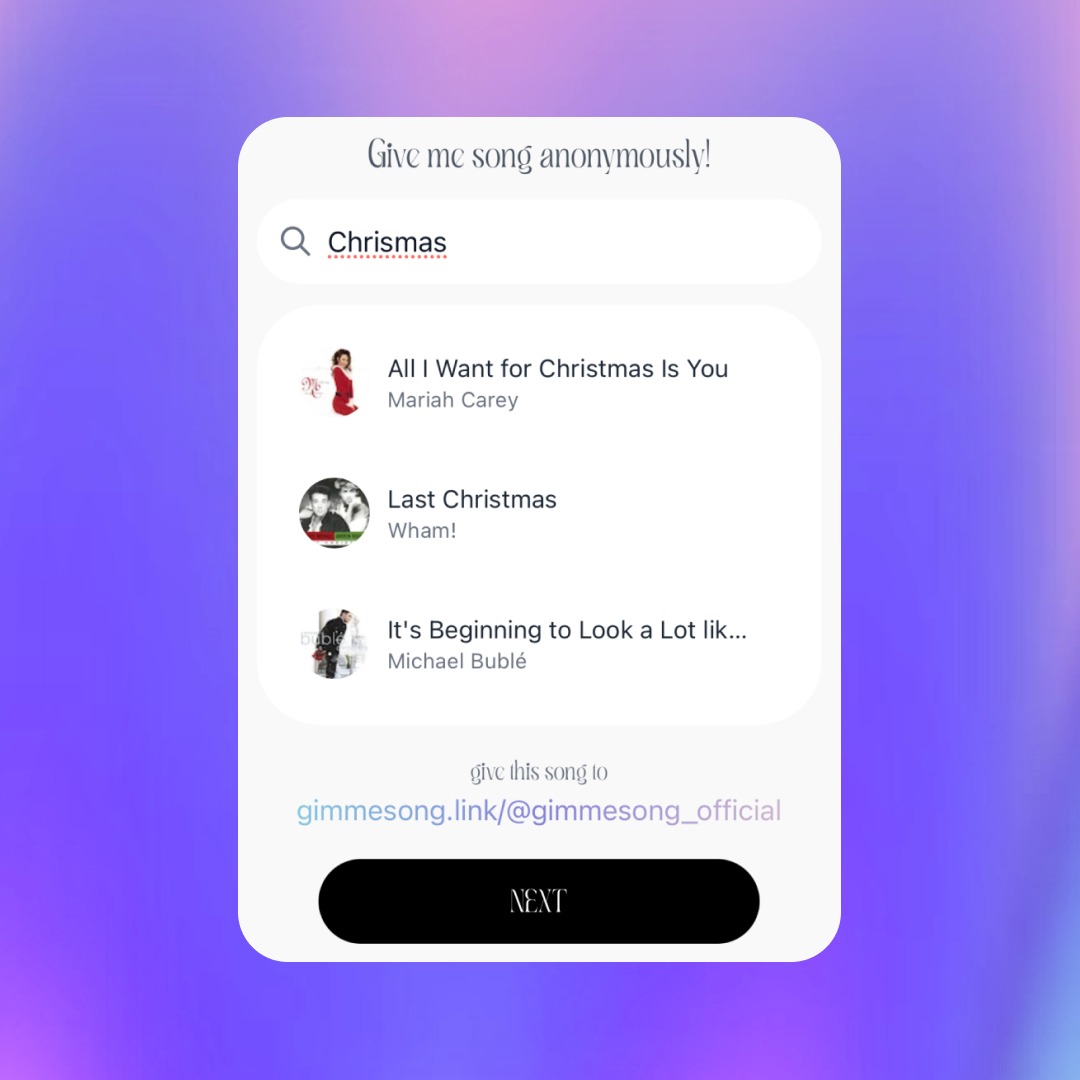 Give me song anonymously!
Chrismas
All I Want for Christmas Is You
Mariah Carey
Last Christmas
Wham!
bublé
It's Beginning to Look a Lot lik...
Michael Bublé
give this song to
gimmesong.link/@gimmesong_official
NEXT